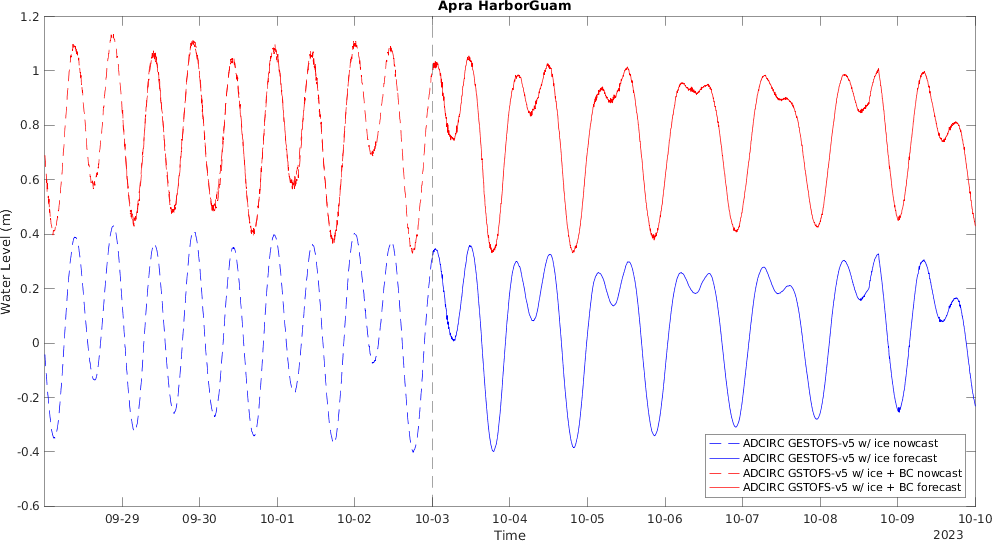 Apra HarborGuam
1.2
1
0.8
0.6
0.4
0.2
0
-0.2
-0.4
-0.6
Water Level (m)
09-29 09-30 10-01 10-02 10-03 10-04 10-05 10-06 10-07 10-08 10-09 10-10
Time
2023
ADCIRC GESTOFS-v5 w/ ice nowcast
ADCIRC GESTOFS-v5 w/ ice forecast
ADCIRC GSTOFS-v5 w/ ice + BC nowcast
ADCIRC GSTOFS-v5 w/ ice + BC forecast